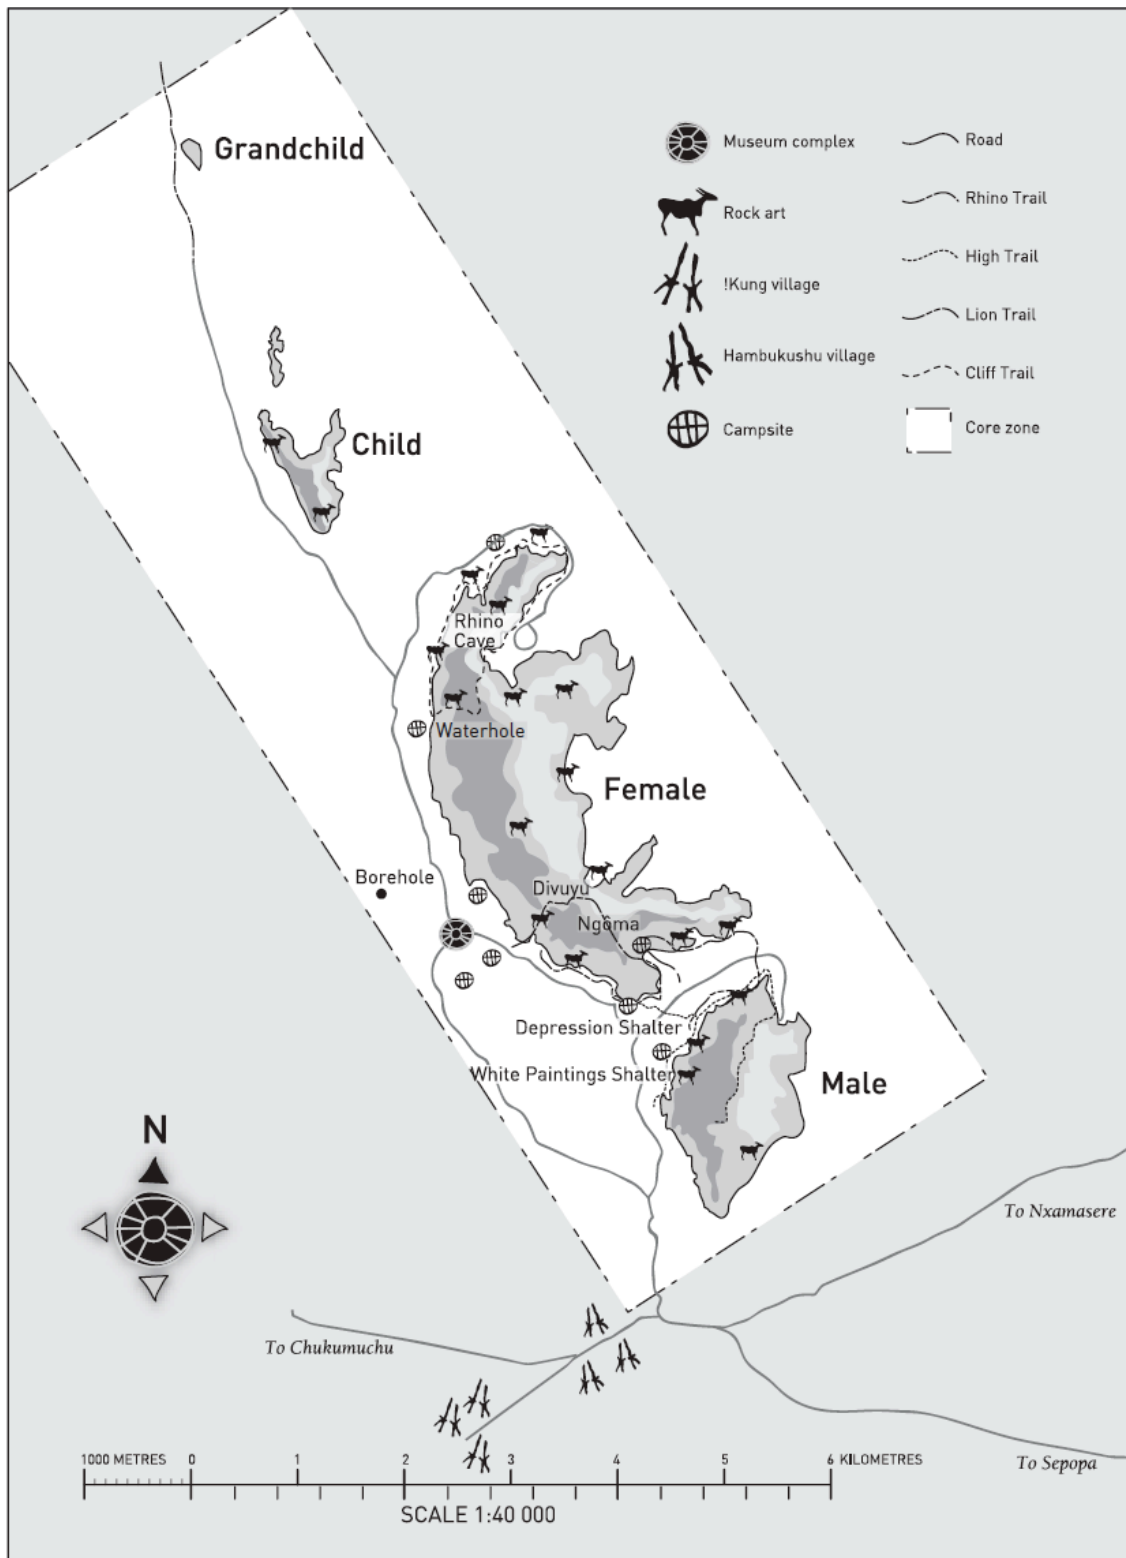 Grandchild
Museum complex
Road
Rock art
Rhino Trail
!Kung village
High Trail
Hambukushu village
Lion Trail
Campsite
Cliff Trail
Core zone
Child
Rhino
Cave
Waterhole
Female
Borehole
Divuyu
Ngôma
Depression Shalter
White Paintings Shalter
Male
N
To Nxamasere
To Chukumuchu
To Sepopa
1000 METRES 0 1 2 3 4 5 6 KILOMETRES
SCALE 1:40 000